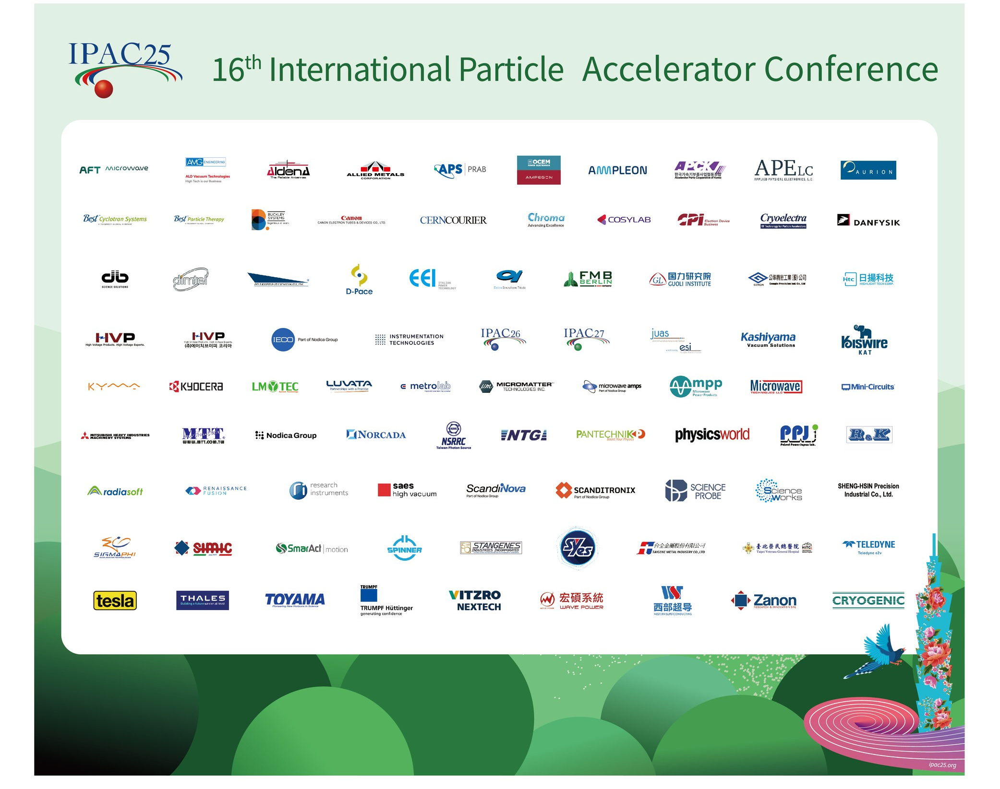 IPAC25
16th International Particle Accelerator Conference
AFT MICROWAVE
AMG ENGINEERING
ALD Vacuum Technologies
High Tech is our Business
AldenA
The Reliable Antennas
ALLIED METALS
CORPORATION
APS PRAB
OCEM
POWER ELECTRONICS
AMPEGON
AMPLEON
APCK
한국가속기부품사업협동조합
Accelerator Parts Cooperative of Korea
APELC
APPLIED PHYSICAL ELECTRONICS, L.C.
AURION
Best Cyclotron Systems
A TEAMBEST GLOBAL COMPANY
Best Particle Therapy
A TEAMBEST GLOBAL COMPANY
BUCKLEY
SYSTEMS
Ingenious at Work
Canon
CANON ELECTRON TUBES & DEVICES CO., LTD.
CERNCOURIER
Chroma
Advancing Excellence
COSYLAB
CPI Electron Device
Business
Cryoelectra
RF Technology for Particle Accelerators
DANFYSIK
db
SCIENCE SOLUTIONS
dimtel
DIVERSIFIED TECHNOLOGIES, INC.
D-Pace
EEI ITALIAN
POWER
TECHNOLOGY
Elettra Sincrotrone Trieste
FMB
BERLIN
a saes company
GL 国力研究院
GUOLI INSTITUTE
GONGIN
公準精密工業(股)公司
Gongin Precision Ind. Co., Ltd
Htc 日揚科技
HIGHLIGHT TECH CORP.
HVP
High Voltage Products. High Voltage Experts.
HVP
High Voltage Products. High Voltage Experts.
(주)에이치브이피 코리아
IECO Part of Nodica Group
INSTRUMENTATION
TECHNOLOGIES
IPAC26
IPAC27
juas
Joint Universities Accelerator School
esi
Kashiyama
Vacuum Solutions
Kiswire
KAT
KYMA
KYOCERA
LMYTEC
System Technology
LUVATA
Partnerships with a Promise
metrolab
µm MICROMATTER™
TECHNOLOGIES INC.
microwave amps
Part of Nodica Group
mpp
Microwave
Power Products
Microwave
TECHNIQUES LLC
Mini-Circuits
MITSUBISHI HEAVY INDUSTRIES
MACHINERY SYSTEMS
MTT
WWW.MTT.COM.TW
Nodica Group
NORCADA
NSRRC
NSRRC
Taiwan Photon Source
NTG
PANTECHNIK
Boost Your Physics
physicsworld
PPJ
Pulsed Power Japan Lab.
R&K
radiasoft
RENAISSANCE
FUSION
ri research
instruments
saes
high vacuum
ScandiNova
Part of Nodica Group
SCANDITRONIX
Part of Nodica Group
SCIENCE
PROBE
Science
Works
SHENG-HSIN Precision
Industrial Co., Ltd.
SIGMAPHI
ACCELERATOR TECHNOLOGIES
simic
since 1977
SmarAct motion
SPINNER
STANGENES
INDUSTRIES INCORPORATED
syes
台全金屬股份有限公司
TAIGENE METAL INDUSTRY CO.,LTD
臺北榮民總醫院
Taipei Veterans General Hospital
HITC
TELEDYNE
Teledyne e2v
tesla
THALES
Building a future we can all trust
TOYAMA
Pioneering New Horizons in Science
TRUMPF
TRUMPF Hüttinger
generating confidence
VITZRO
NEXTECH
宏碩系統
WAVE POWER
WST
西部超导
WESTERN SUPERCONDUCTING
Zanon
RESEARCH & INNOVATION SRL
CRYOGENIC
ipac25.org